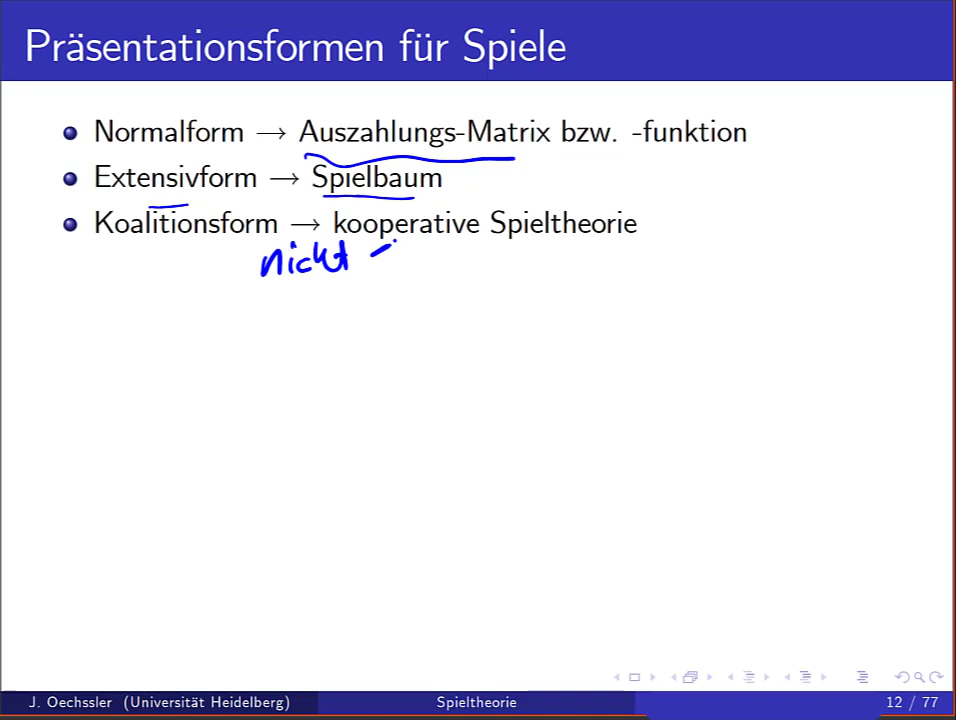 Präsentationsformen für Spiele
Normalform → Auszahlungs-Matrix bzw. -funktion
Extensivform → Spielbaum
Koalitionsform → kooperative Spieltheorie
nicht -
J. Oechssler (Universität Heidelberg) Spieltheorie 12 / 77